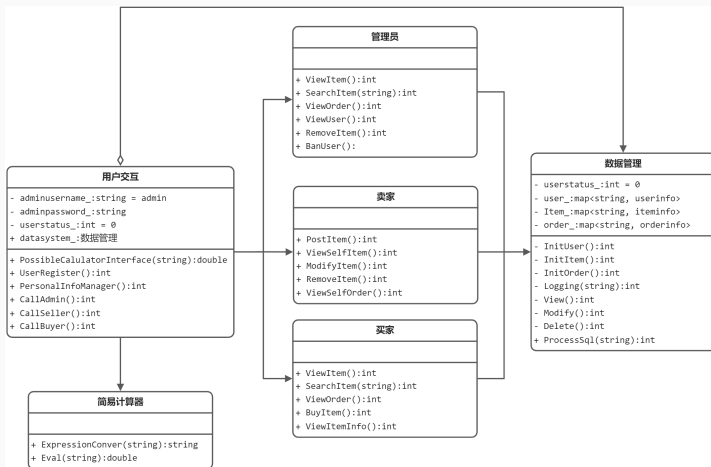 管理员
+ ViewItem():int
+ SearchItem(string):int
+ ViewOrder():int
+ ViewUser():int
+ RemoveItem():int
+ BanUser():
用户交互
- adminusername_:string = admin
- adminpassword_:string
- userstatus_:int = 0
+ datasystem_:数据管理
+ PossibleCalulatorInterface(string):double
+ UserRegister():int
+ PersonalInfoManager():int
+ CallAdmin():int
+ CallSeller():int
+ CallBuyer():int
卖家
+ PostItem():int
+ ViewSelfItem():int
+ ModifyItem():int
+ RemoveItem():int
+ ViewSelfOrder():int
数据管理
- userstatus_:int = 0
- user_:map<string, userinfo>
- Item_:map<string, iteminfo>
- order_:map<string, orderinfo>
- InitUser():int
- InitItem():int
- InitOrder():int
- Logging(string):int
- View():int
- Modify():int
- Delete():int
+ ProcessSql(string):int
买家
+ ViewItem():int
+ SearchItem(string):int
+ ViewOrder():int
+ BuyItem():int
+ ViewItemInfo():int
简易计算器
+ ExpressionConver(string):string
+ Eval(string):double